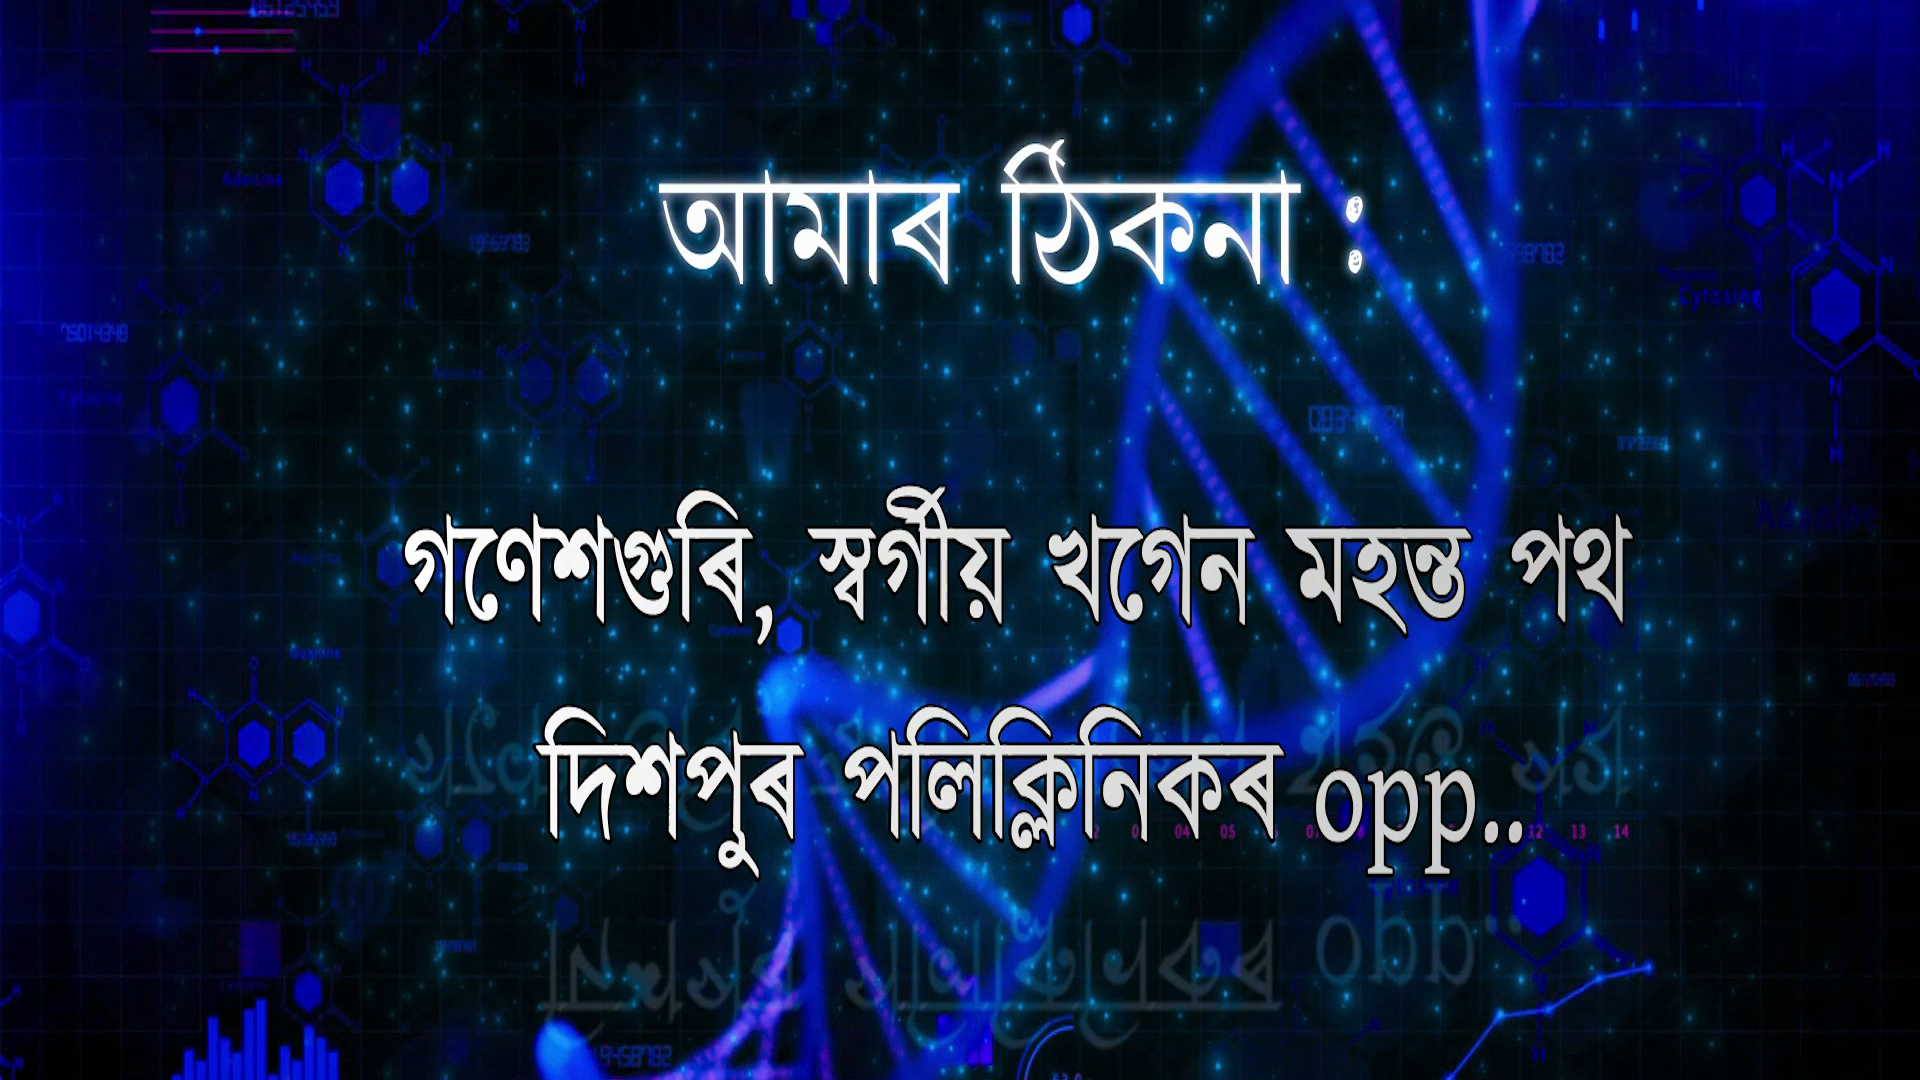 আমাৰ ঠিকনা :
গণেশগুৰি, স্বৰ্গীয় খগেন মহন্ত পথ
দিশপুৰ পলিক্লিনিকৰ opp..